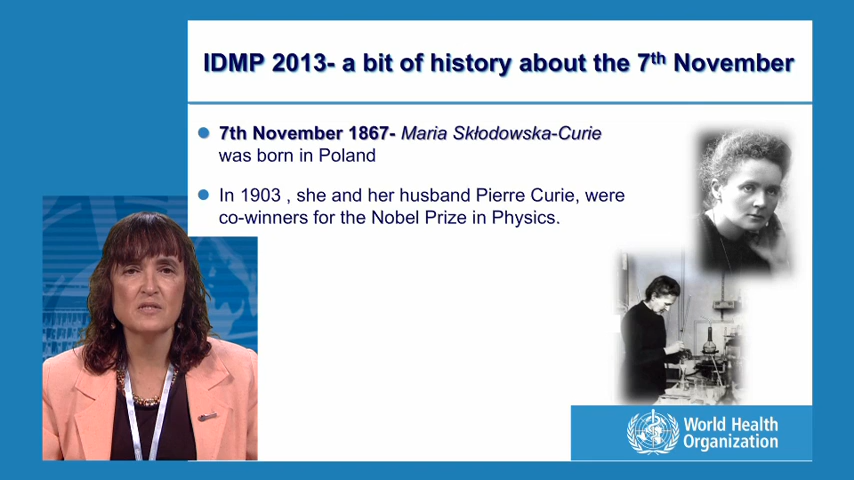 IDMP 2013- a bit of history about the 7th November
7th November 1867- Maria Skłodowska-Curie
was born in Poland
In 1903 , she and her husband Pierre Curie, were
co-winners for the Nobel Prize in Physics.
World Health
Organization